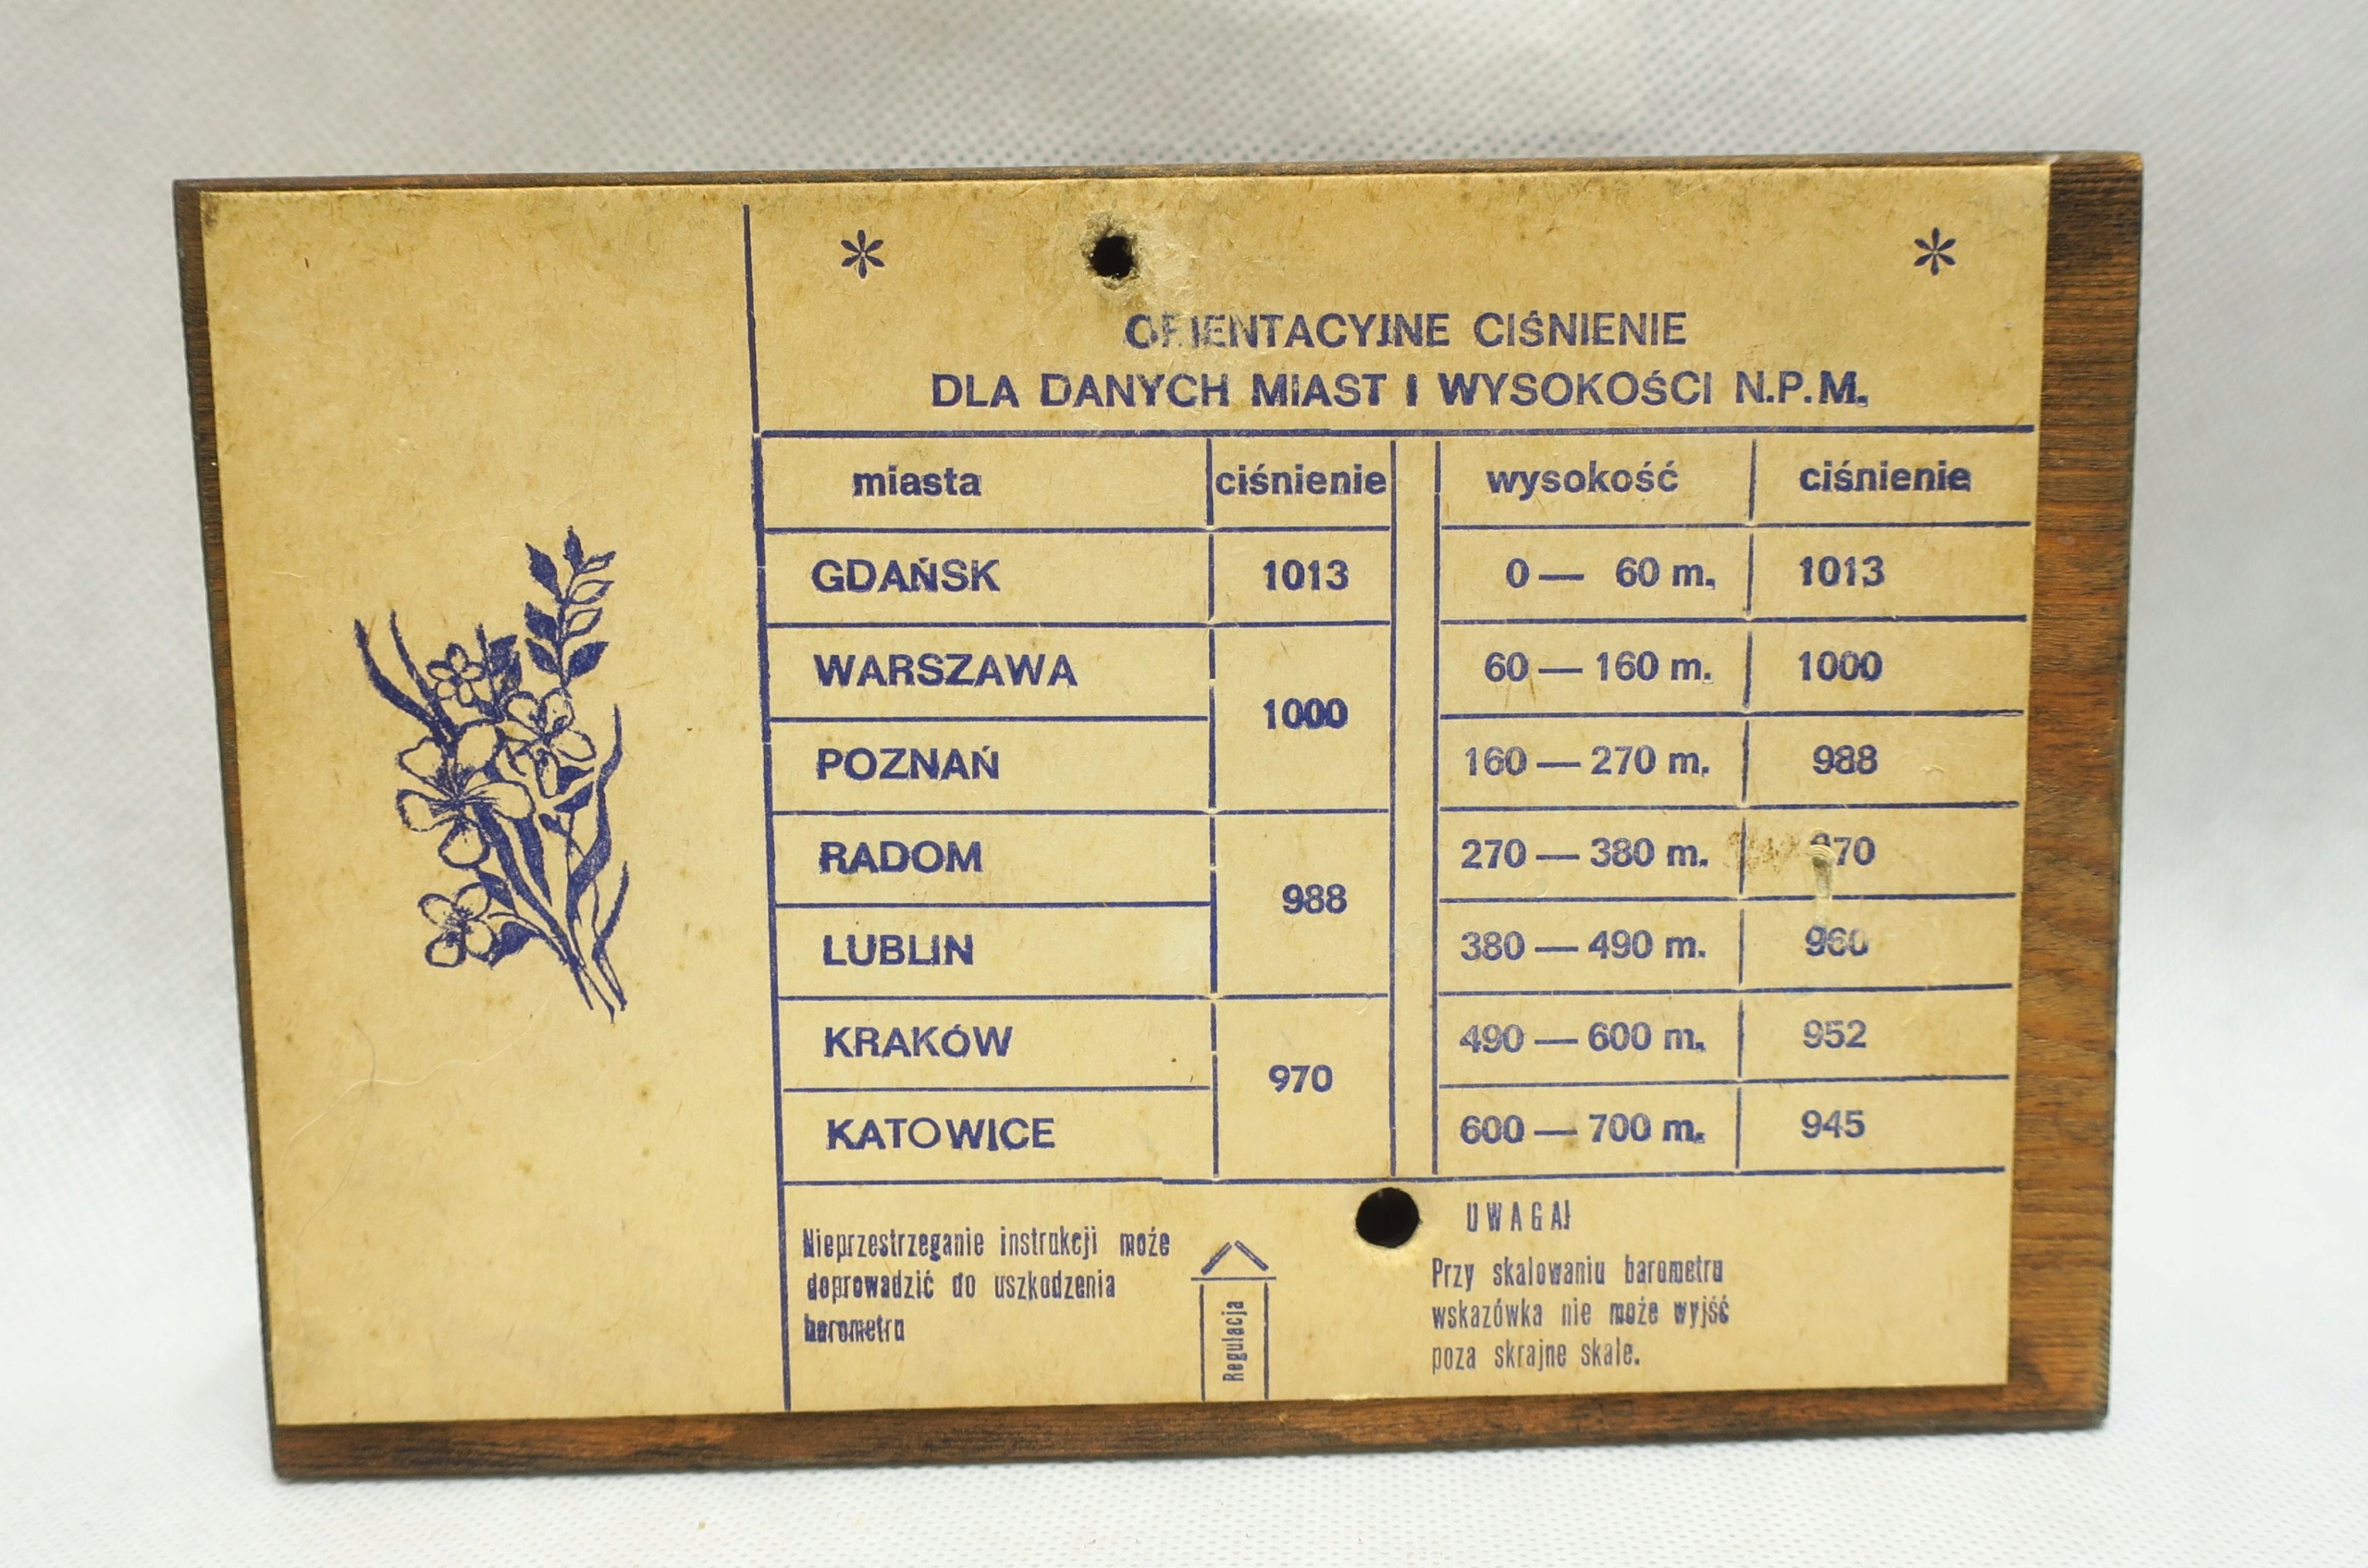 * *
ORIENTACYJNE CIŚNIENIE
DLA DANYCH MIAST I WYSOKOŚCI N.P.M.
miasta ciśnienie wysokość ciśnienie
GDAŃSK 1013 0 — 60 m. 1013
WARSZAWA 60 — 160 m. 1000
1000
POZNAŃ 160 — 270 m. 988
RADOM 270 — 380 m. 970
988
LUBLIN 380 — 490 m. 960
KRAKÓW 490 — 600 m. 952
970
KATOWICE 600 — 700 m. 945
Nieprzestrzeganie instrukcji może
doprowadzić do uszkodzenia
barometru
Regulacja
UWAGA!
Przy skalowaniu barometru
wskazówka nie może wyjść
poza skrajne skale.